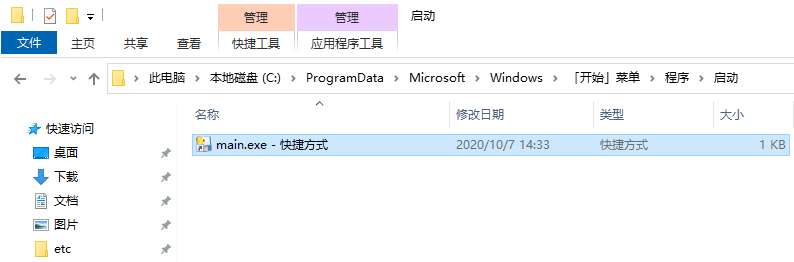 管理 管理 启动
文件 主页 共享 查看 快捷工具 应用程序工具
此电脑 本地磁盘 (C:) ProgramData Microsoft Windows 「开始」菜单 程序 启动
名称 修改日期 类型 大小
快速访问
main.exe - 快捷方式 2020/10/7 14:33 快捷方式 1 KB
桌面
下载
文档
图片
etc